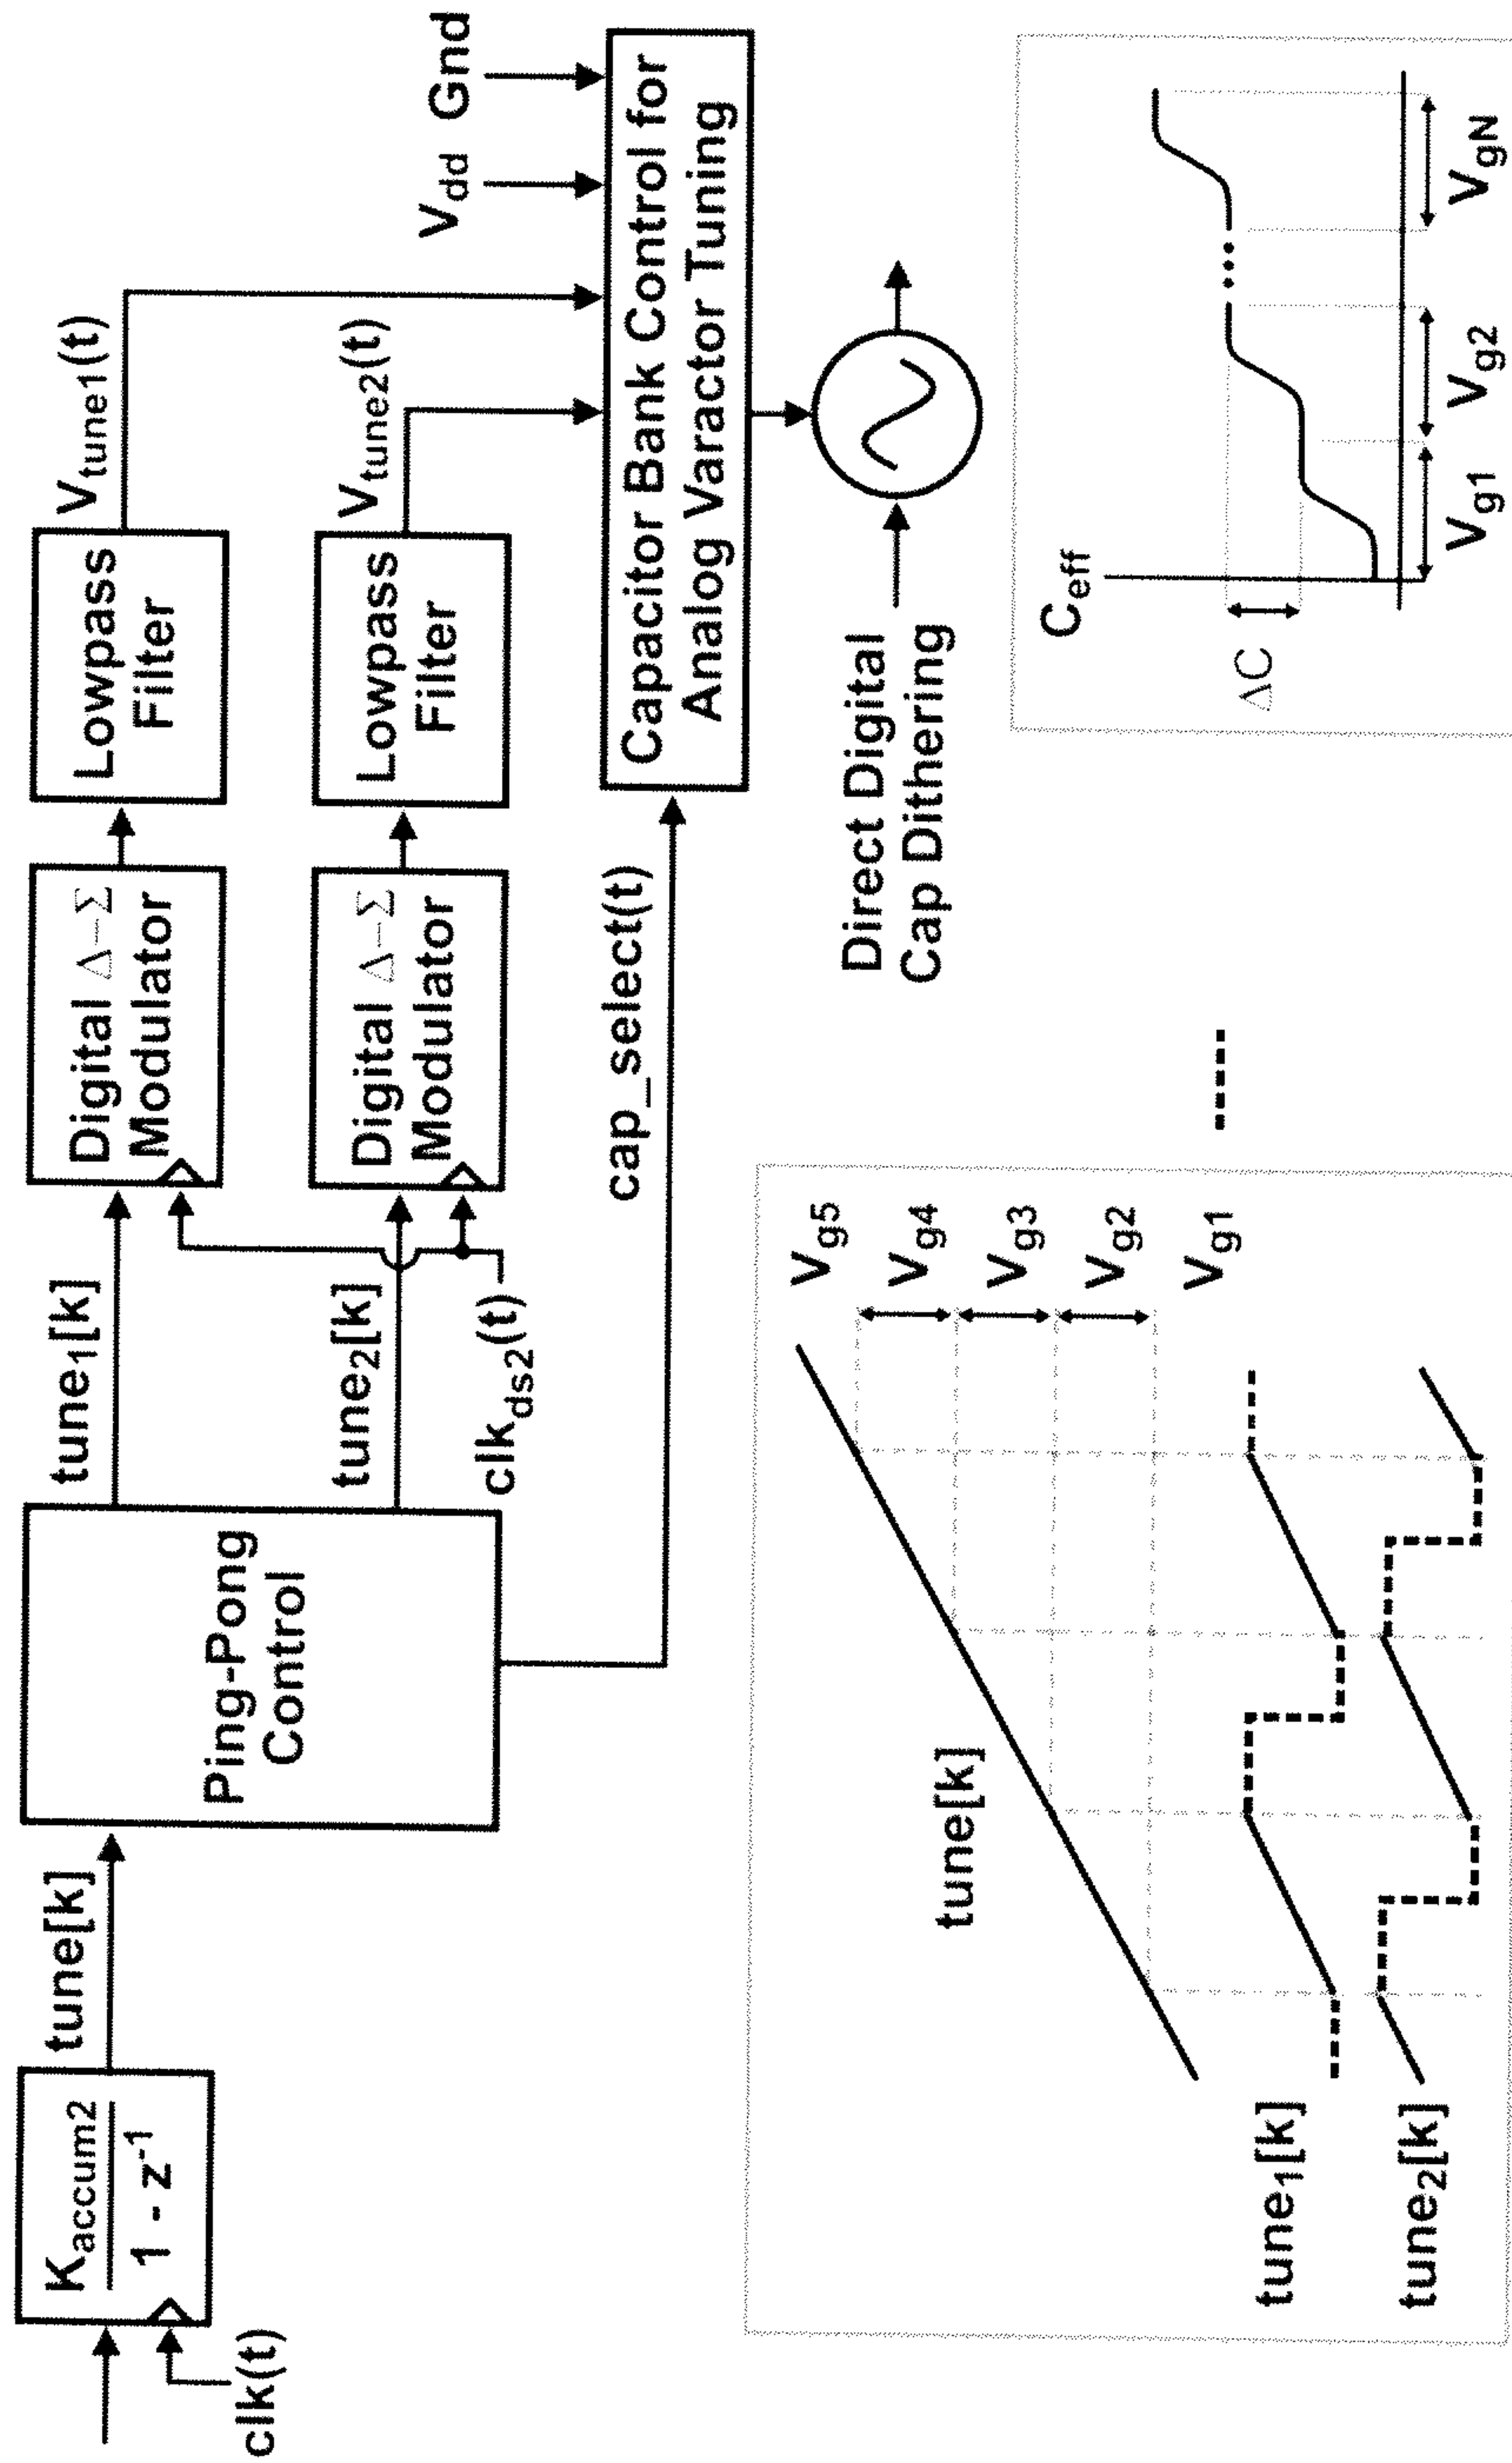 K_accum2
1 - z^-1
clk(t)
tune[k]
Ping-Pong
Control
tune₁[k]
tune₂[k]
clk_ds2(t)
cap_select(t)
Digital Δ–Σ
Modulator
Digital Δ–Σ
Modulator
Lowpass
Filter
Lowpass
Filter
V_tune1(t)
V_tune2(t)
V_dd
Gnd
Capacitor Bank Control for
Analog Varactor Tuning
Direct Digital
Cap Dithering
tune[k]
tune₁[k]
tune₂[k]
V_g5
V_g4
V_g3
V_g2
V_g1
C_eff
ΔC
V_g1
V_g2
...
V_gN